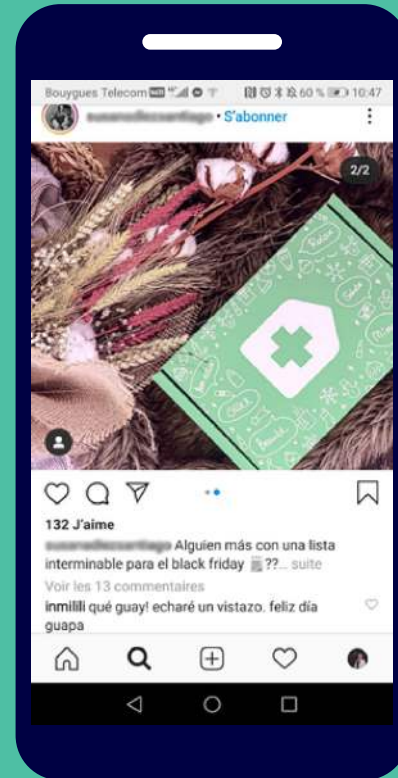 Bouygues Telecom 60 % 10:47
• S'abonner
2/2
Relax
132 J'aime
Alguien más con una lista
interminable para el black friday ??... suite
Voir les 13 commentaires
inmilili qué guay! echaré un vistazo. feliz día
guapa